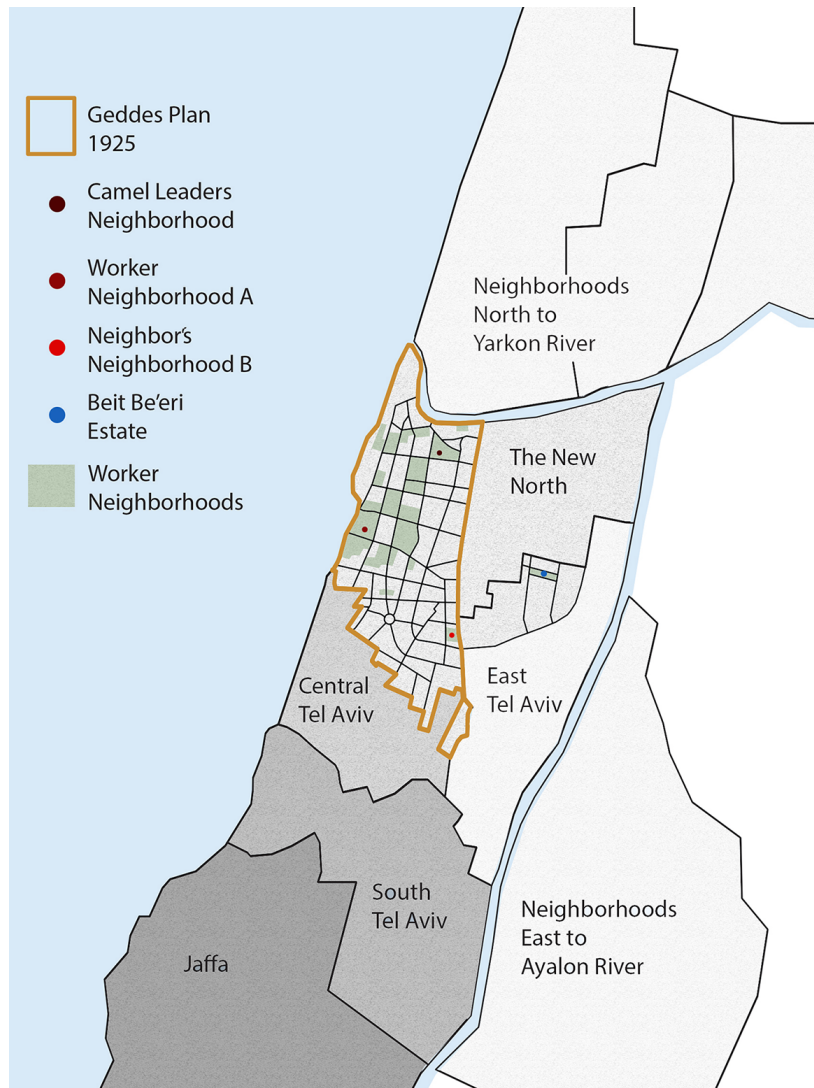 Geddes Plan
1925
Camel Leaders
Neighborhood
Worker
Neighborhood A
Neighbor's
Neighborhood B
Beit Be'eri
Estate
Worker
Neighborhoods
Neighborhoods
North to
Yarkon River
The New
North
East
Tel Aviv
Central
Tel Aviv
South
Tel Aviv
Neighborhoods
East to
Ayalon River
Jaffa